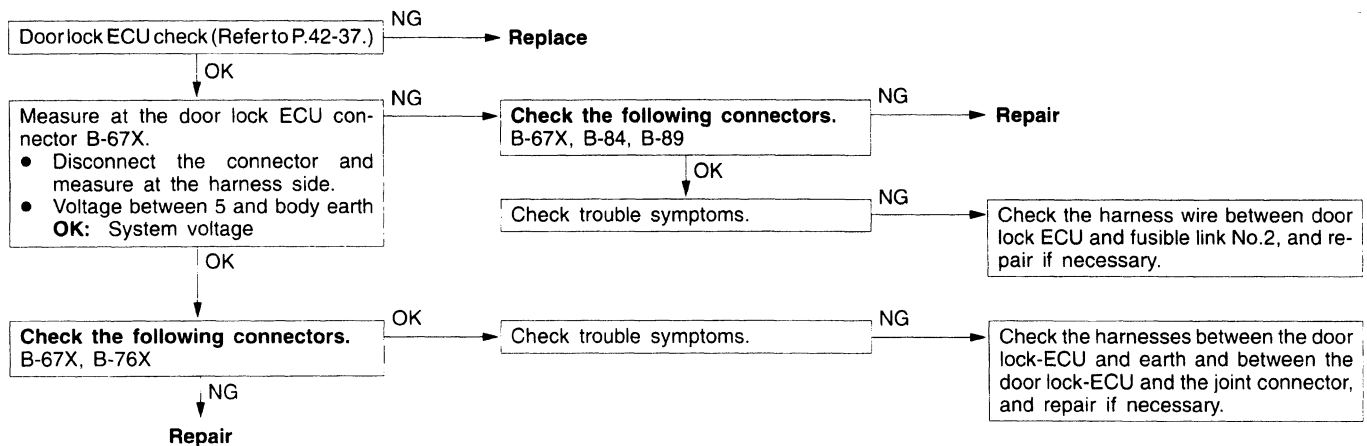 Door lock ECU check (Refer to P.42-37.)
NG
Replace
OK
Measure at the door lock ECU con-
nector B-67X.
● Disconnect the connector and
measure at the harness side.
● Voltage between 5 and body earth
OK: System voltage
NG
Check the following connectors.
B-67X, B-84, B-89
NG
Repair
OK
Check trouble symptoms.
NG
Check the harness wire between door
lock ECU and fusible link No.2, and re-
pair if necessary.
OK
Check the following connectors.
B-67X, B-76X
OK
Check trouble symptoms.
NG
Check the harnesses between the door
lock-ECU and earth and between the
door lock-ECU and the joint connector,
and repair if necessary.
NG
Repair